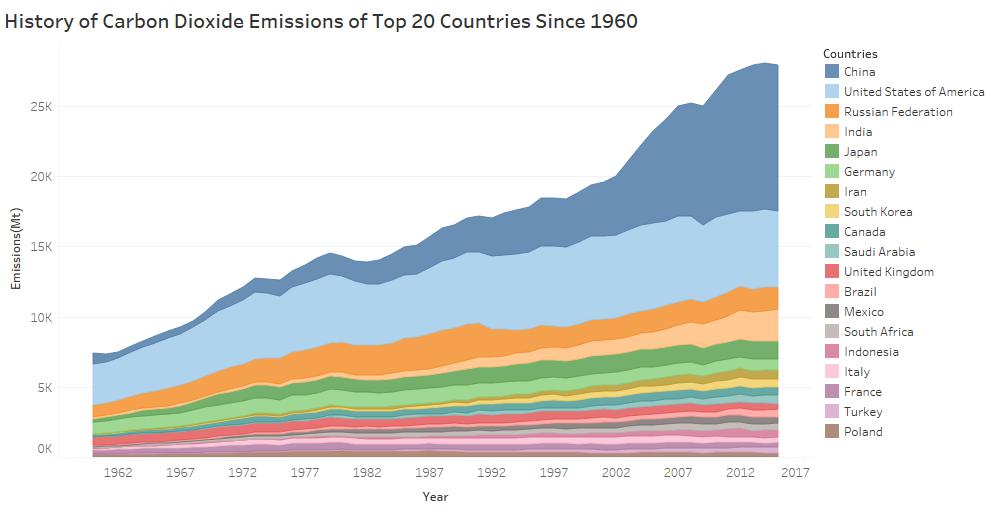 History of Carbon Dioxide Emissions of Top 20 Countries Since 1960
Countries
China
United States of America
Russian Federation
India
Japan
Germany
Iran
South Korea
Canada
Saudi Arabia
United Kingdom
Brazil
Mexico
South Africa
Indonesia
Italy
France
Turkey
Poland
Emissions(Mt)
25K
20K
15K
10K
5K
0K
1962 1967 1972 1977 1982 1987 1992 1997 2002 2007 2012 2017
Year